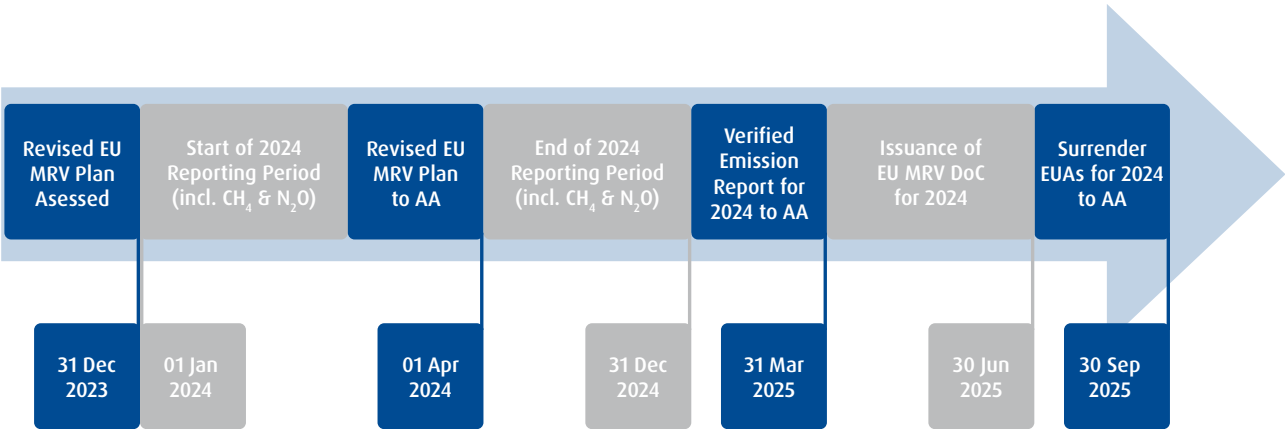 Revised EU
MRV Plan
Asessed
Start of 2024
Reporting Period
(incl. CH₄ & N₂O)
Revised EU
MRV Plan
to AA
End of 2024
Reporting Period
(incl. CH₄ & N₂O)
Verified
Emission
Report for
2024 to AA
Issuance of
EU MRV DoC
for 2024
Surrender
EUAs for 2024
to AA
31 Dec
2023
01 Jan
2024
01 Apr
2024
31 Dec
2024
31 Mar
2025
30 Jun
2025
30 Sep
2025